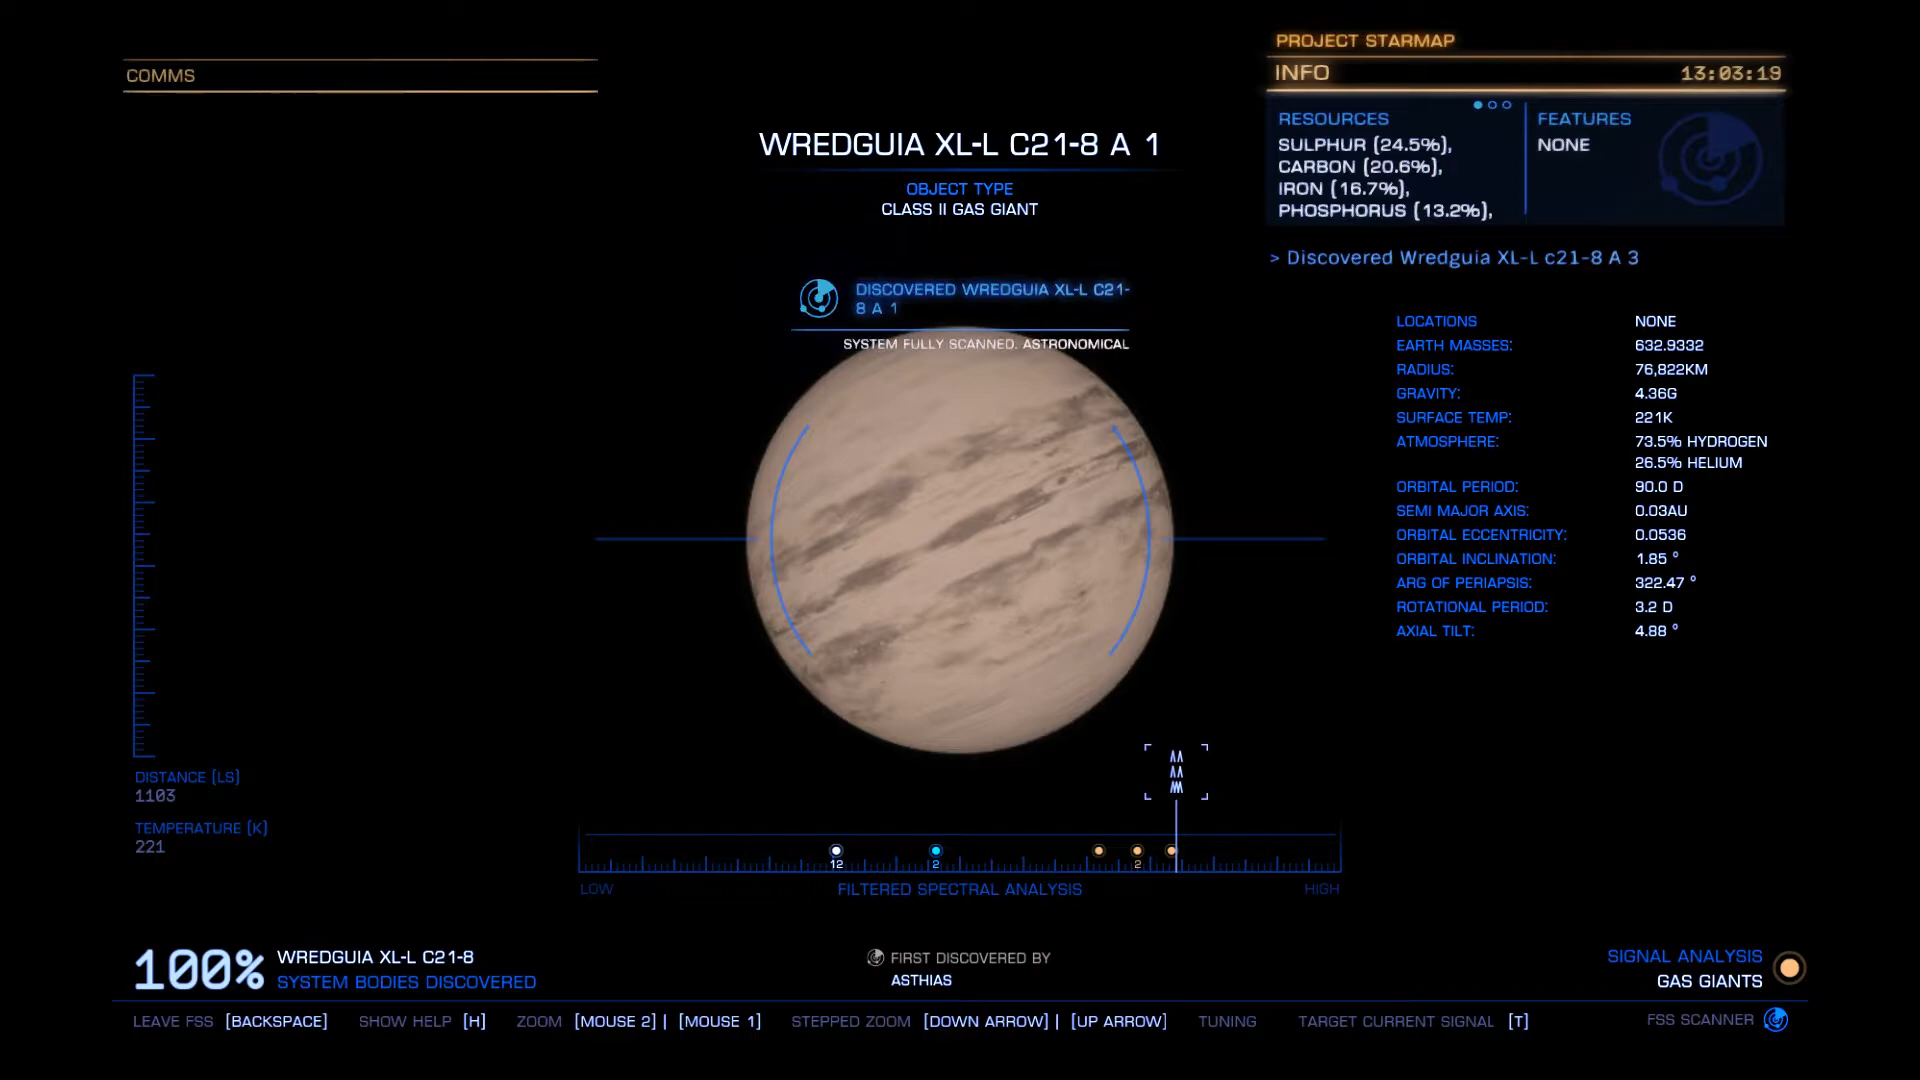 COMMS
PROJECT STARMAP
INFO 13:03:19
RESOURCES
SULPHUR (24.5%),
CARBON (20.6%),
IRON (16.7%),
PHOSPHORUS (13.2%),
FEATURES
NONE
WREDGUIA XL-L C21-8 A 1
OBJECT TYPE
CLASS II GAS GIANT
> Discovered Wredguia XL-L c21-8 A 3
DISCOVERED WREDGUIA XL-L C21-
8 A 1
SYSTEM FULLY SCANNED. ASTRONOMICAL
LOCATIONS NONE
EARTH MASSES: 632.9332
RADIUS: 76,822KM
GRAVITY: 4.36G
SURFACE TEMP: 221K
ATMOSPHERE: 73.5% HYDROGEN
26.5% HELIUM
ORBITAL PERIOD: 90.0 D
SEMI MAJOR AXIS: 0.03AU
ORBITAL ECCENTRICITY: 0.0536
ORBITAL INCLINATION: 1.85 °
ARG OF PERIAPSIS: 322.47 °
ROTATIONAL PERIOD: 3.2 D
AXIAL TILT: 4.88 °
DISTANCE (LS)
1103
TEMPERATURE (K)
221
12 2 2
LOW FILTERED SPECTRAL ANALYSIS HIGH
100% WREDGUIA XL-L C21-8
SYSTEM BODIES DISCOVERED
FIRST DISCOVERED BY
ASTHIAS
SIGNAL ANALYSIS
GAS GIANTS
LEAVE FSS [BACKSPACE] SHOW HELP [H] ZOOM [MOUSE 2] | [MOUSE 1] STEPPED ZOOM [DOWN ARROW] | [UP ARROW] TUNING TARGET CURRENT SIGNAL [T] FSS SCANNER